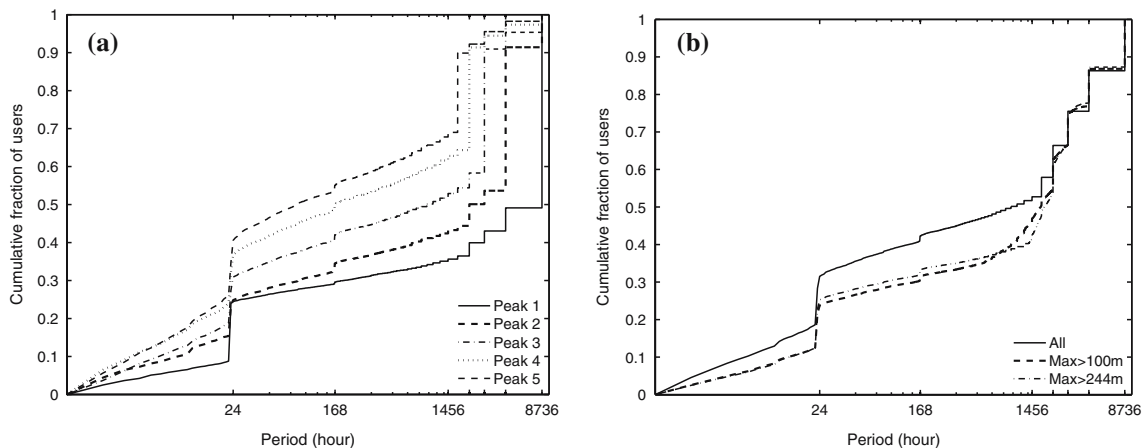 (a)
Cumulative fraction of users
1
0.9
0.8
0.7
0.6
0.5
0.4
0.3
0.2
0.1
0
24
168
1456
8736
Period (hour)
Peak 1
Peak 2
Peak 3
Peak 4
Peak 5
(b)
Cumulative fraction of users
1
0.9
0.8
0.7
0.6
0.5
0.4
0.3
0.2
0.1
0
24
168
1456
8736
Period (hour)
All
Max>100m
Max>244m